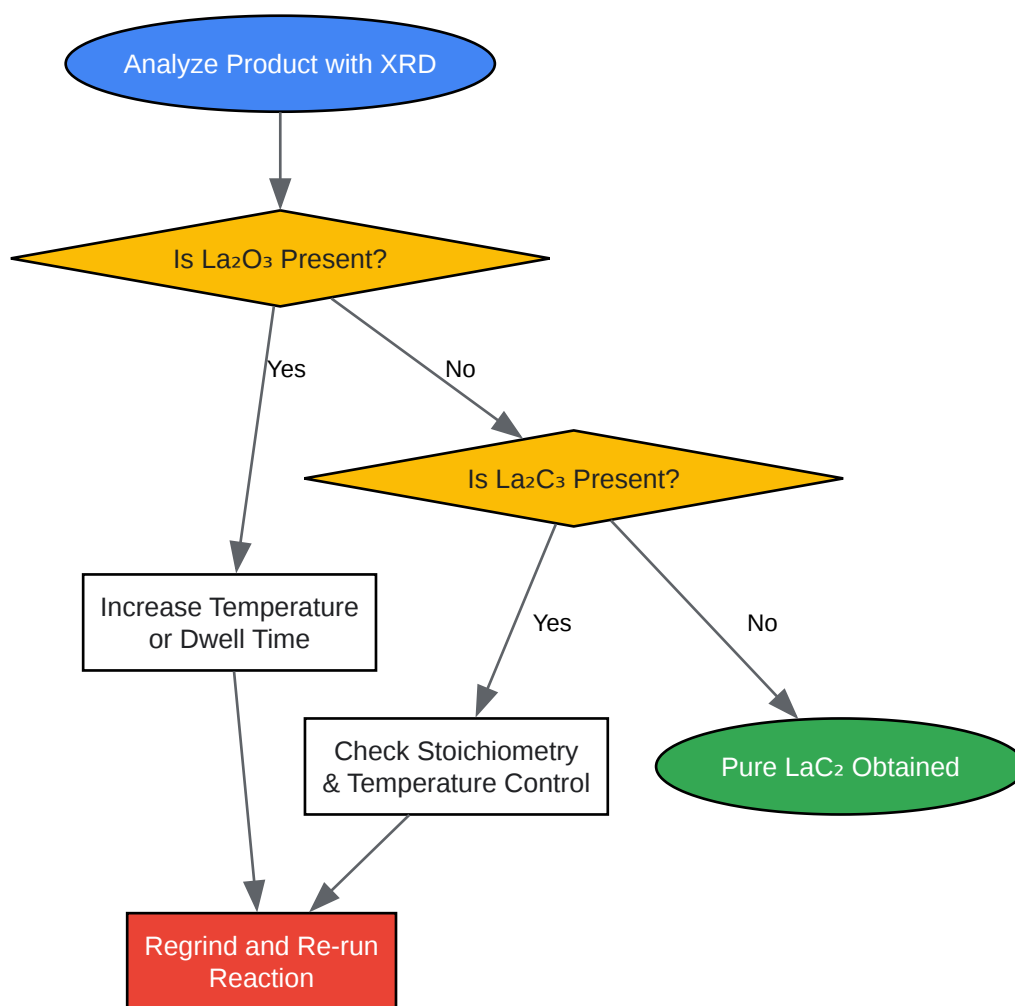 Analyze Product with XRD
Is La₂O₃ Present?
Yes
No
Is La₂C₃ Present?
Increase Temperature
or Dwell Time
Yes
No
Check Stoichiometry
& Temperature Control
Pure LaC₂ Obtained
Regrind and Re-run
Reaction